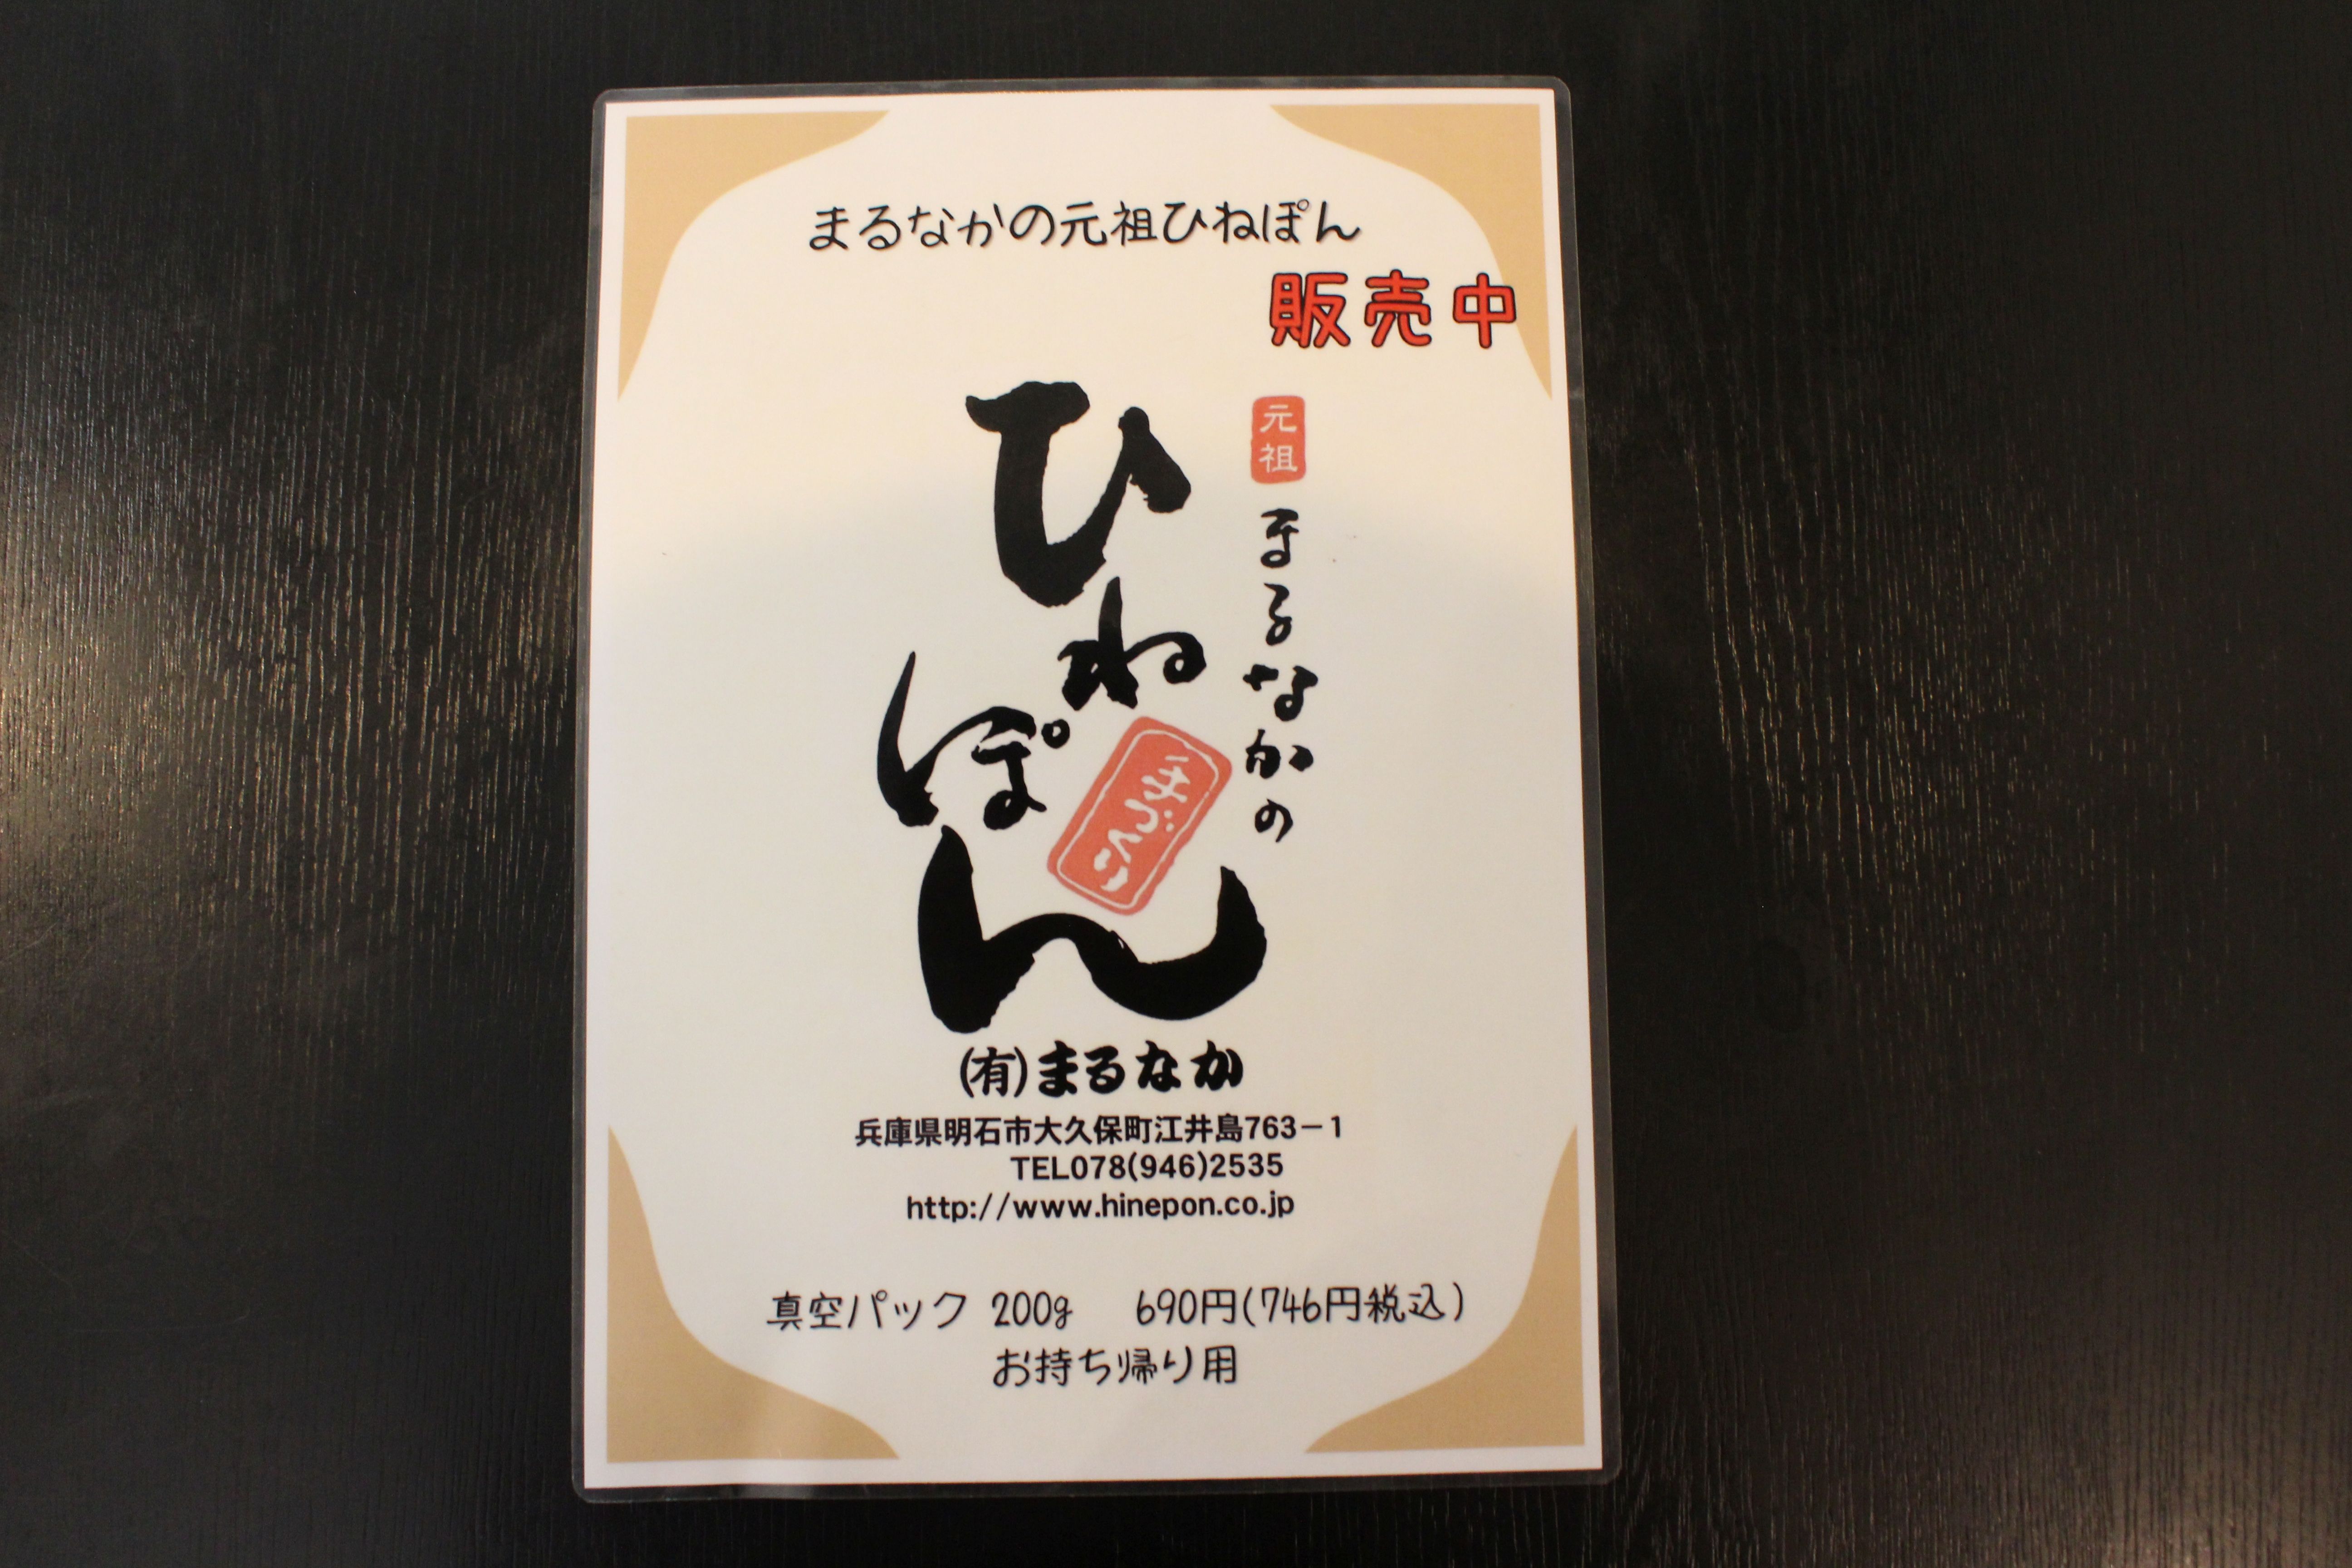 まるなかの元祖ひねぽん
販売中
元祖
まるなかの
ひねぽん
手づくり
(有)まるなか
兵庫県明石市大久保町江井島763－1
TEL078(946)2535
http://www.hinepon.co.jp
真空パック 200g 690円(746円税込)
お持ち帰り用